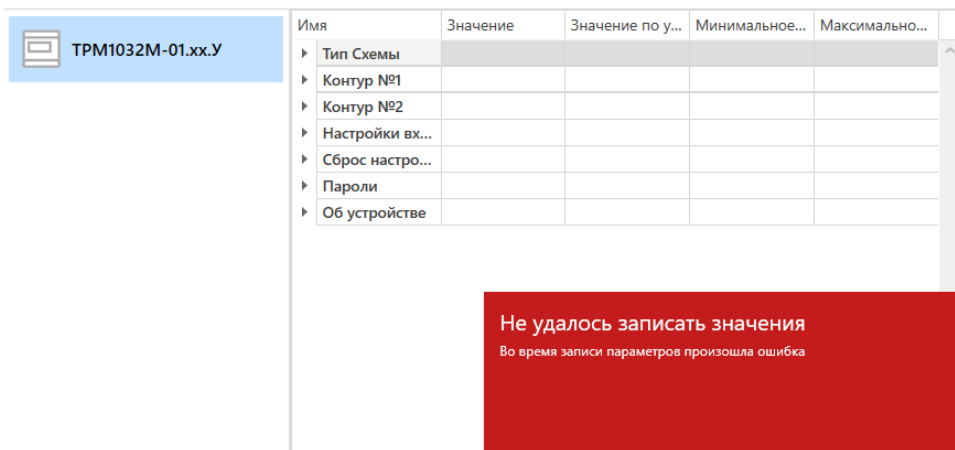 Имя Значение Значение по у... Минимальное... Максимально...
ТРМ1032М-01.хх.У
Тип Схемы
Контур №1
Контур №2
Настройки вх...
Сброс настро...
Пароли
Об устройстве
Не удалось записать значения
Во время записи параметров произошла ошибка